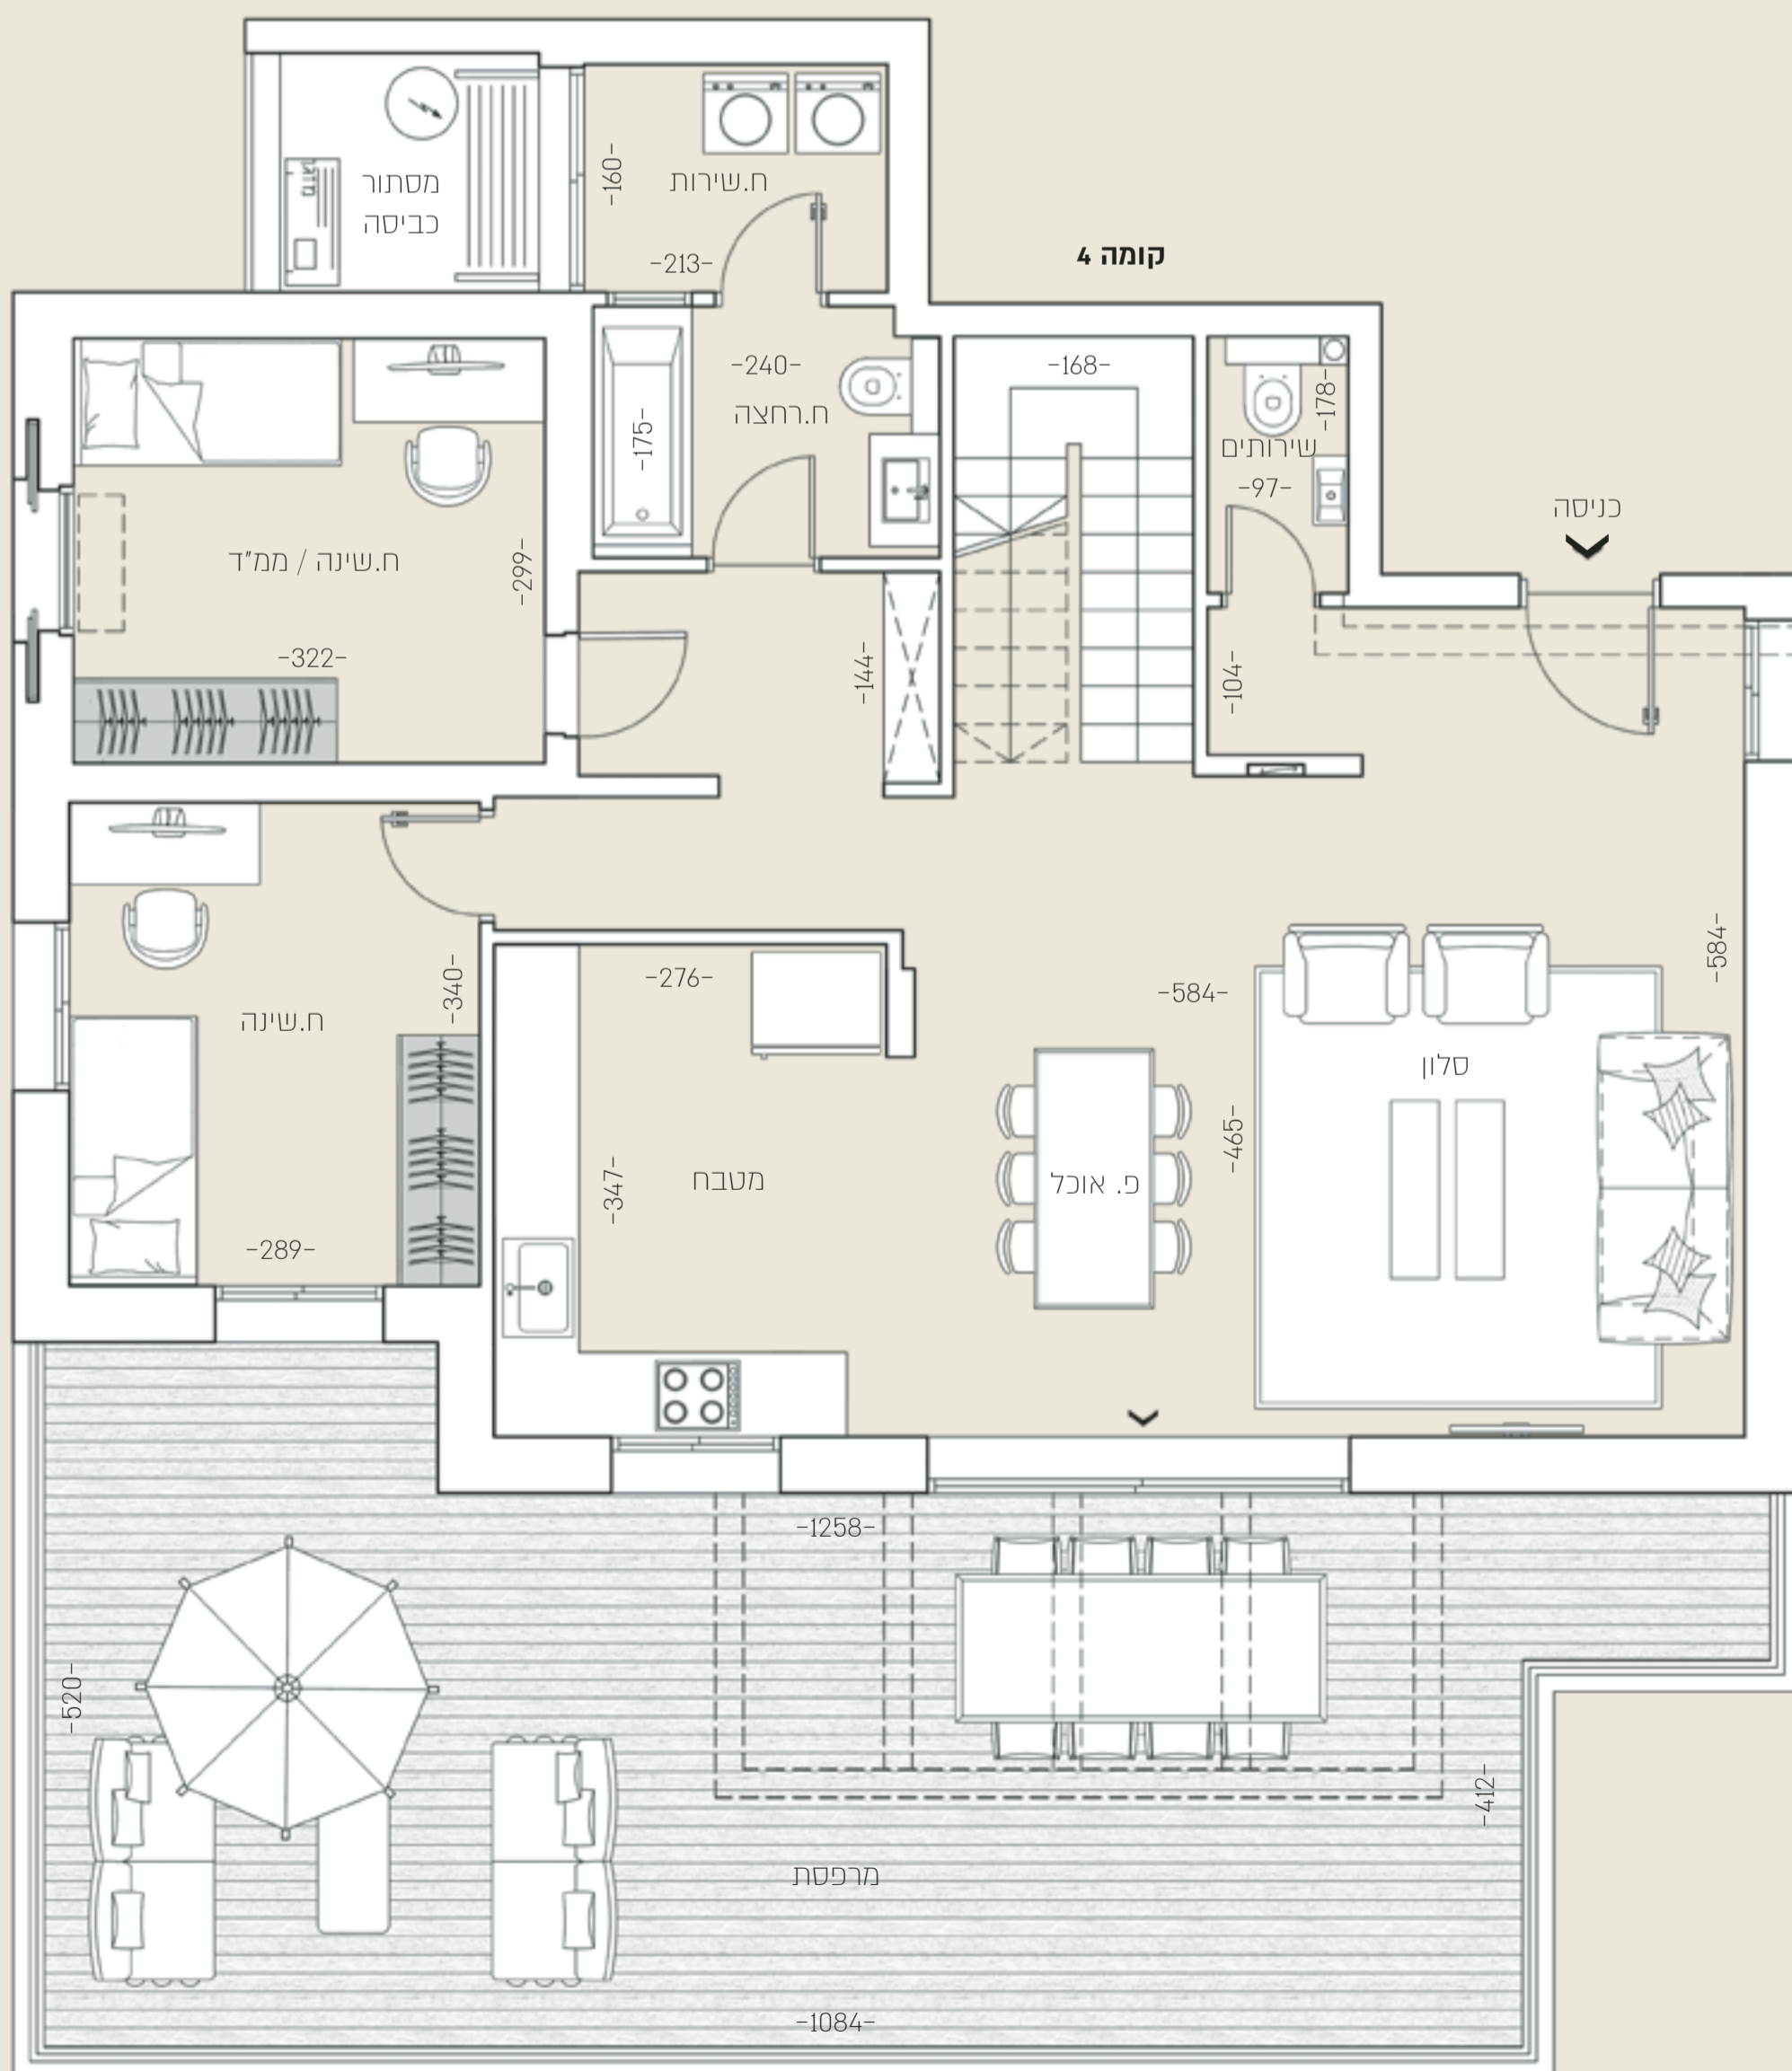 קומה 4
מסתור
כביסה
מזגן
-160-
ח.שירות
-213-
-240-
ח.רחצה
-175-
-168-
-178-
שירותים
-97-
כניסה
ח.שינה / ממ"ד
-299-
-322-
-144-
-104-
-340-
ח.שינה
-289-
-276-
-347-
מטבח
-584-
-584-
סלון
-465-
פ. אוכל
-1258-
-520-
-412-
מרפסת
-1084-